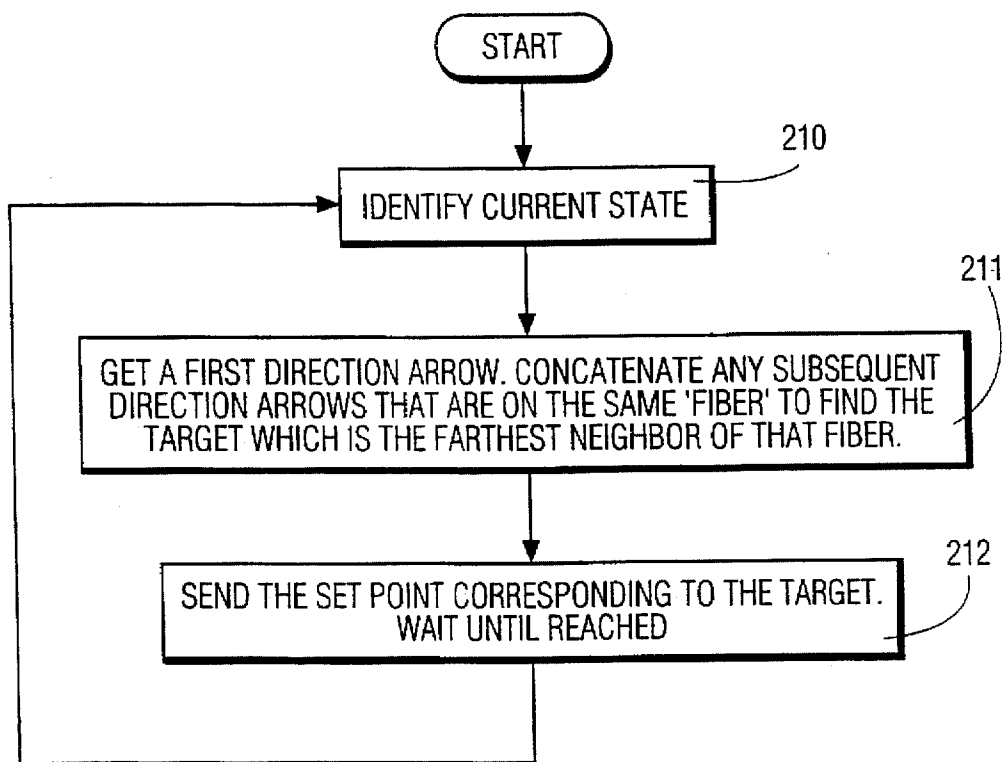 START
210
IDENTIFY CURRENT STATE
211
GET A FIRST DIRECTION ARROW. CONCATENATE ANY SUBSEQUENT
DIRECTION ARROWS THAT ARE ON THE SAME 'FIBER' TO FIND THE
TARGET WHICH IS THE FARTHEST NEIGHBOR OF THAT FIBER.
212
SEND THE SET POINT CORRESPONDING TO THE TARGET.
WAIT UNTIL REACHED